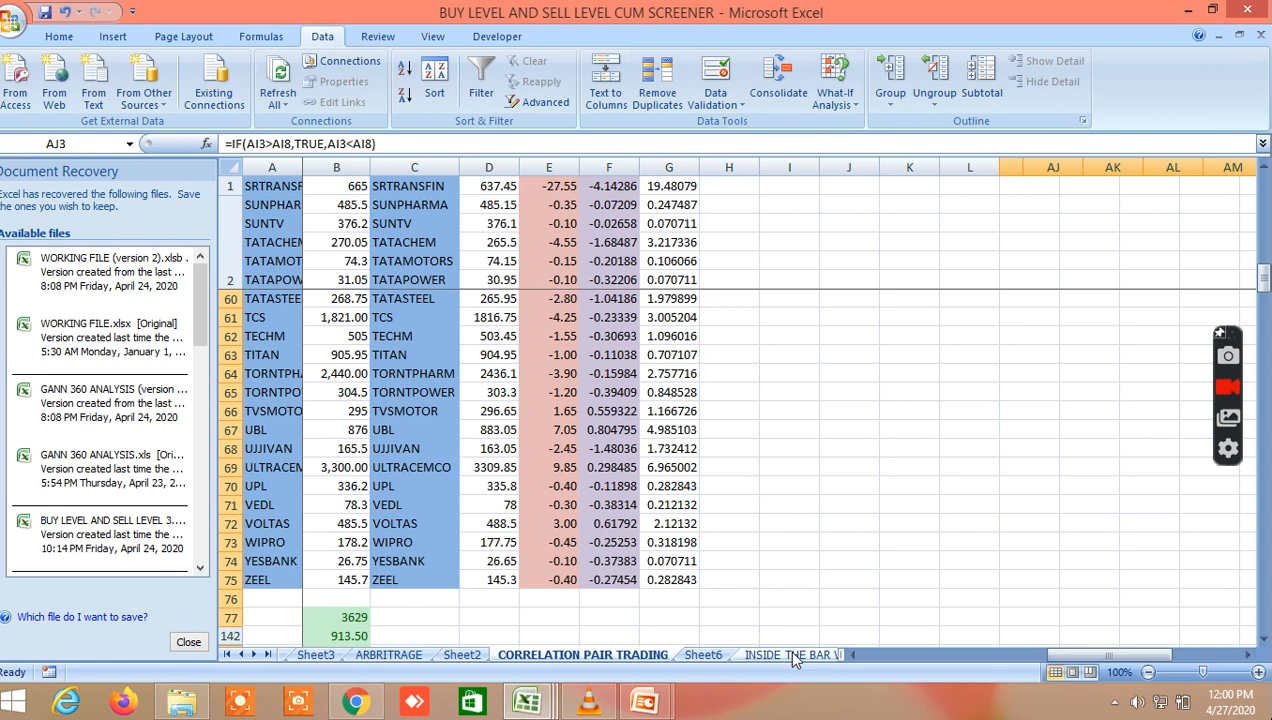 BUY LEVEL AND SELL LEVEL CUM SCREENER - Microsoft Excel
Home Insert Page Layout Formulas Data Review View Developer
From Access From Web From Text From Other Sources Existing Connections
Refresh All Connections Properties Edit Links
Sort Filter Clear Reapply Advanced
Text to Columns Remove Duplicates Data Validation Consolidate What-If Analysis
Group Ungroup Subtotal Show Detail Hide Detail
Get External Data Connections Sort & Filter Data Tools Outline
AJ3 fx =IF(AI3>AI8,TRUE,AI3<AI8)
Document Recovery
Excel has recovered the following files. Save
the ones you wish to keep.
Available files
WORKING FILE (version 2).xlsb .
Version created from the last ...
8:08 PM Friday, April 24, 2020
WORKING FILE.xlsx [Original]
Version created last time the ...
5:30 AM Monday, January 1, ...
GANN 360 ANALYSIS (version ...
Version created from the last ...
8:08 PM Friday, April 24, 2020
GANN 360 ANALYSIS.xls [Ori...
Version created last time the ...
5:54 PM Thursday, April 23, 2...
BUY LEVEL AND SELL LEVEL 3....
Version created last time the ...
10:14 PM Friday, April 24, 2020
Which file do I want to save?
Close
A B C D E F G H I J K L AJ AK AL AM
1 SRTRANSF 665 SRTRANSFIN 637.45 -27.55 -4.14286 19.48079
SUNPHAR 485.5 SUNPHARMA 485.15 -0.35 -0.07209 0.247487
SUNTV 376.2 SUNTV 376.1 -0.10 -0.02658 0.070711
TATACHEM 270.05 TATACHEM 265.5 -4.55 -1.68487 3.217336
TATAMOT 74.3 TATAMOTORS 74.15 -0.15 -0.20188 0.106066
2 TATAPOW 31.05 TATAPOWER 30.95 -0.10 -0.32206 0.070711
60 TATASTEE 268.75 TATASTEEL 265.95 -2.80 -1.04186 1.979899
61 TCS 1,821.00 TCS 1816.75 -4.25 -0.23339 3.005204
62 TECHM 505 TECHM 503.45 -1.55 -0.30693 1.096016
63 TITAN 905.95 TITAN 904.95 -1.00 -0.11038 0.707107
64 TORNTPHA 2,440.00 TORNTPHARM 2436.1 -3.90 -0.15984 2.757716
65 TORNTPO 304.5 TORNTPOWER 303.3 -1.20 -0.39409 0.848528
66 TVSMOTOR 295 TVSMOTOR 296.65 1.65 0.559322 1.166726
67 UBL 876 UBL 883.05 7.05 0.804795 4.985103
68 UJJIVAN 165.5 UJJIVAN 163.05 -2.45 -1.48036 1.732412
69 ULTRACEM 3,300.00 ULTRACEMCO 3309.85 9.85 0.298485 6.965002
70 UPL 336.2 UPL 335.8 -0.40 -0.11898 0.282843
71 VEDL 78.3 VEDL 78 -0.30 -0.38314 0.212132
72 VOLTAS 485.5 VOLTAS 488.5 3.00 0.61792 2.12132
73 WIPRO 178.2 WIPRO 177.75 -0.45 -0.25253 0.318198
74 YESBANK 26.75 YESBANK 26.65 -0.10 -0.37383 0.070711
75 ZEEL 145.7 ZEEL 145.3 -0.40 -0.27454 0.282843
76
77 3629
142 913.50
Sheet3 ARBRITRAGE Sheet2 CORRELATION PAIR TRADING Sheet6 INSIDE THE BAR
Ready 100%
12:00 PM
4/27/2020